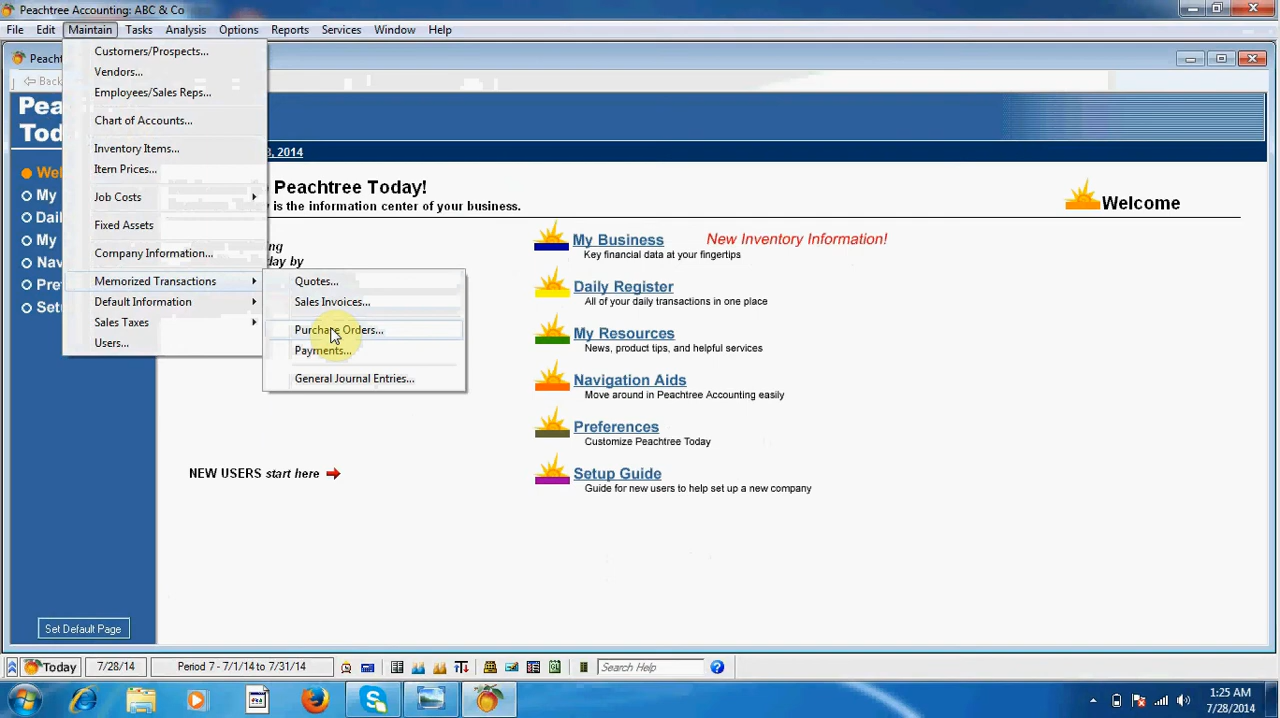 Peachtree Accounting: ABC & Co
File Edit Maintain Tasks Analysis Options Reports Services Window Help
Customers/Prospects...
Vendors...
Employees/Sales Reps...
Chart of Accounts...
Inventory Items...
Item Prices...
Job Costs
Fixed Assets
Company Information...
Memorized Transactions
Default Information
Sales Taxes
Users...
Quotes...
Sales Invoices...
Purchase Orders...
Payments...
General Journal Entries...
Back
, 2014
Peachtree Today!
is the information center of your business.
Welcome
My Business New Inventory Information!
Key financial data at your fingertips
Daily Register
All of your daily transactions in one place
My Resources
News, product tips, and helpful services
Navigation Aids
Move around in Peachtree Accounting easily
Preferences
Customize Peachtree Today
Setup Guide
Guide for new users to help set up a new company
day by
NEW USERS start here
My
My
Set Default Page
Today 7/28/14 Period 7 - 7/1/14 to 7/31/14 Search Help
1:25 AM
7/28/2014